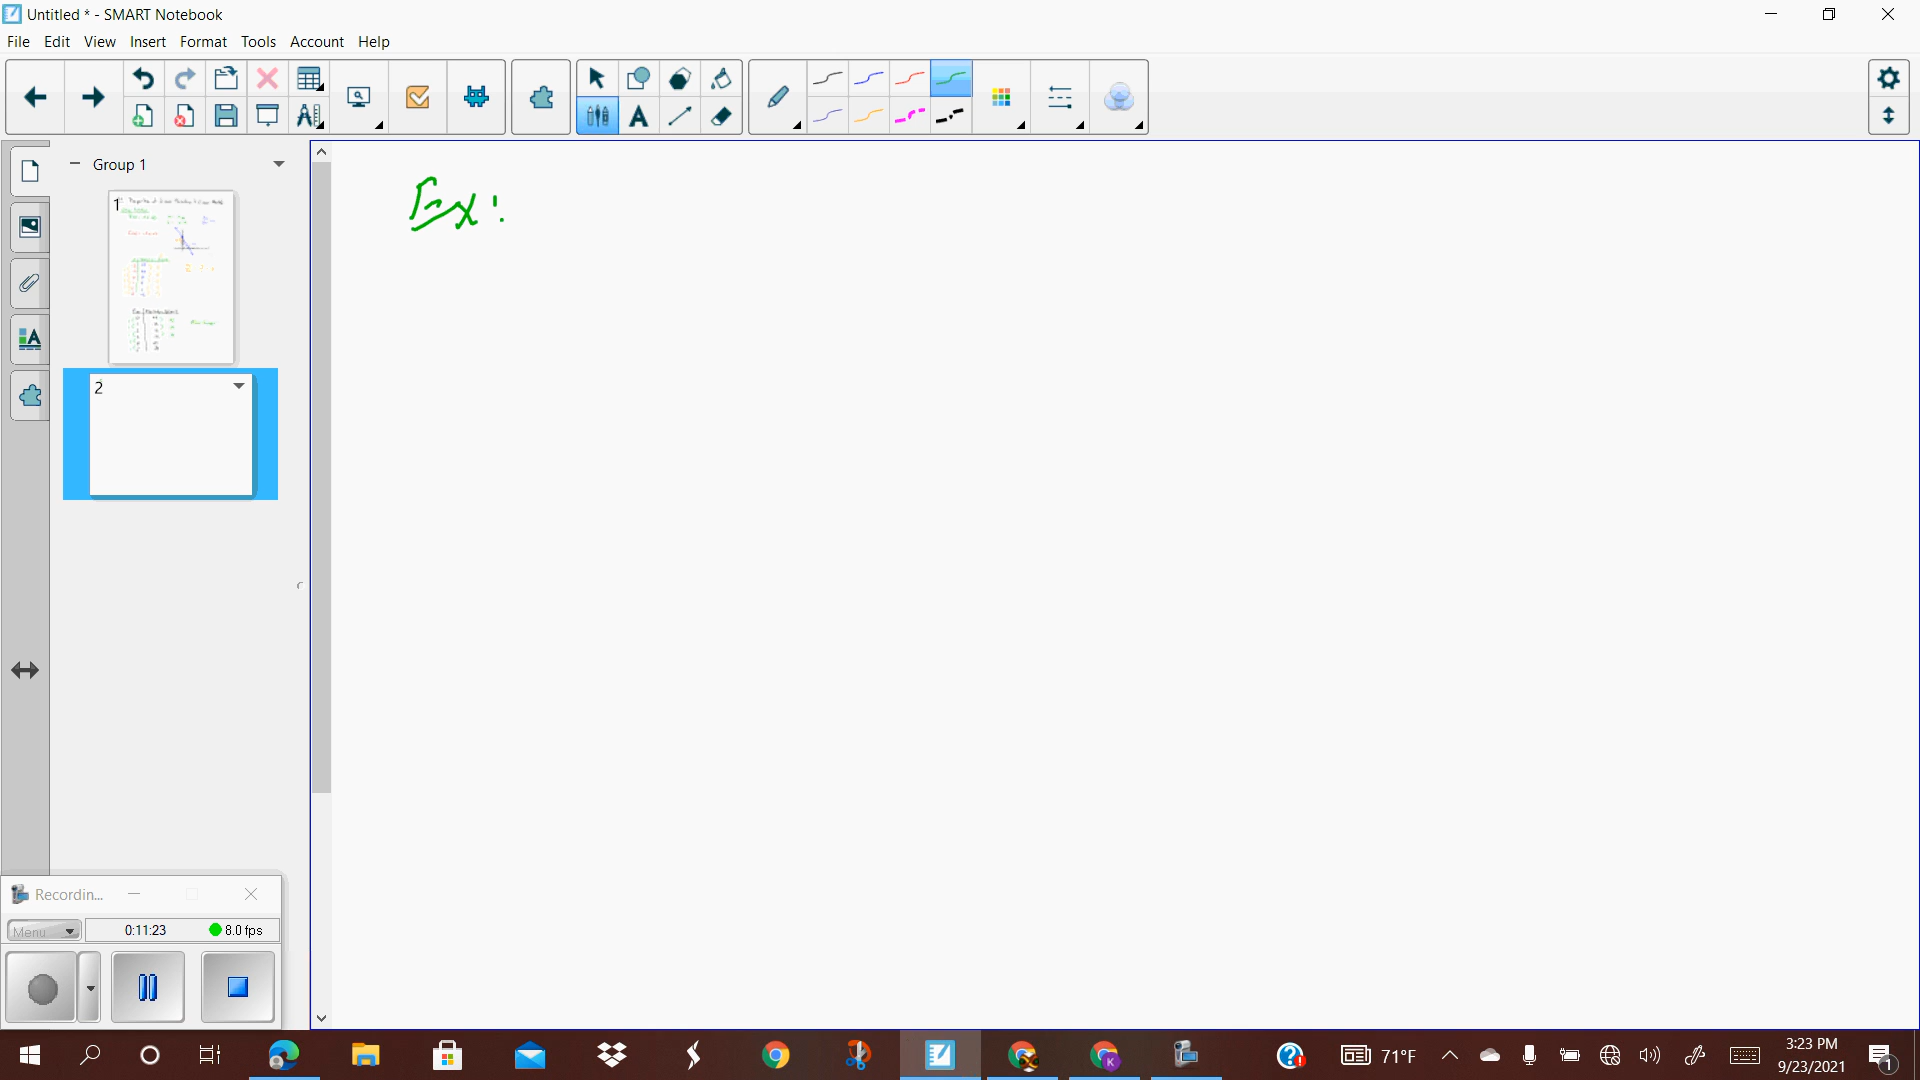 Untitled * - SMART Notebook
File Edit View Insert Format Tools Account Help
Group 1
1
2
Ex:
Recordin...
Menu
0:11:23
8.0 fps
71°F
3:23 PM
9/23/2021
1